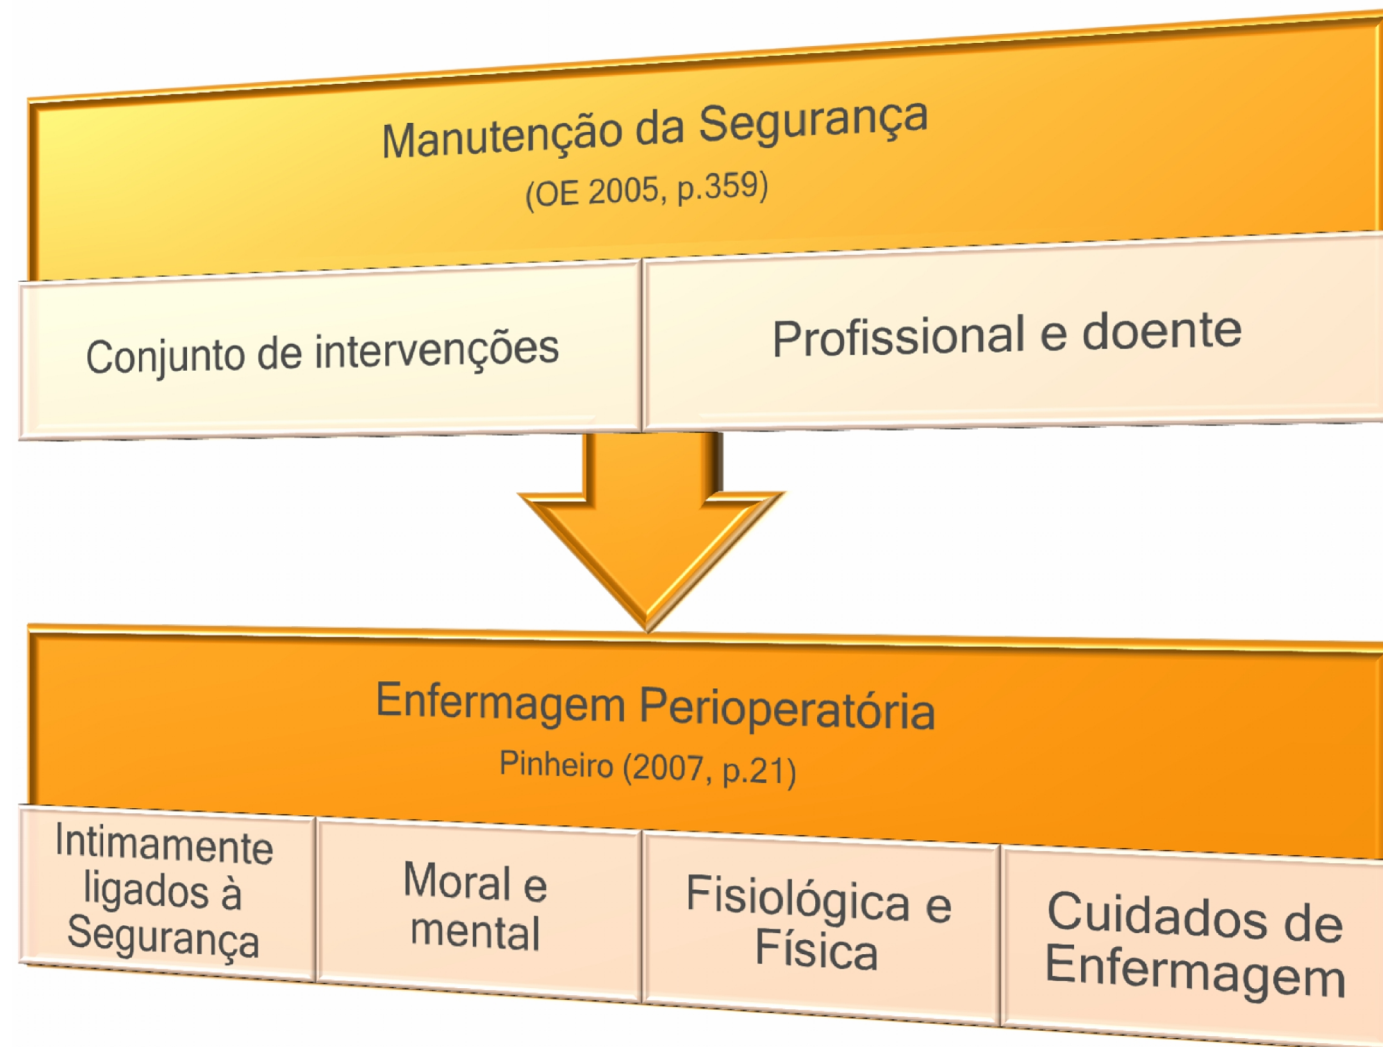 Manutenção da Segurança
(OE 2005, p.359)
Conjunto de intervenções
Profissional e doente
Enfermagem Perioperatória
Pinheiro (2007, p.21)
Intimamente
ligados à
Segurança
Moral e
mental
Fisiológica e
Física
Cuidados de
Enfermagem